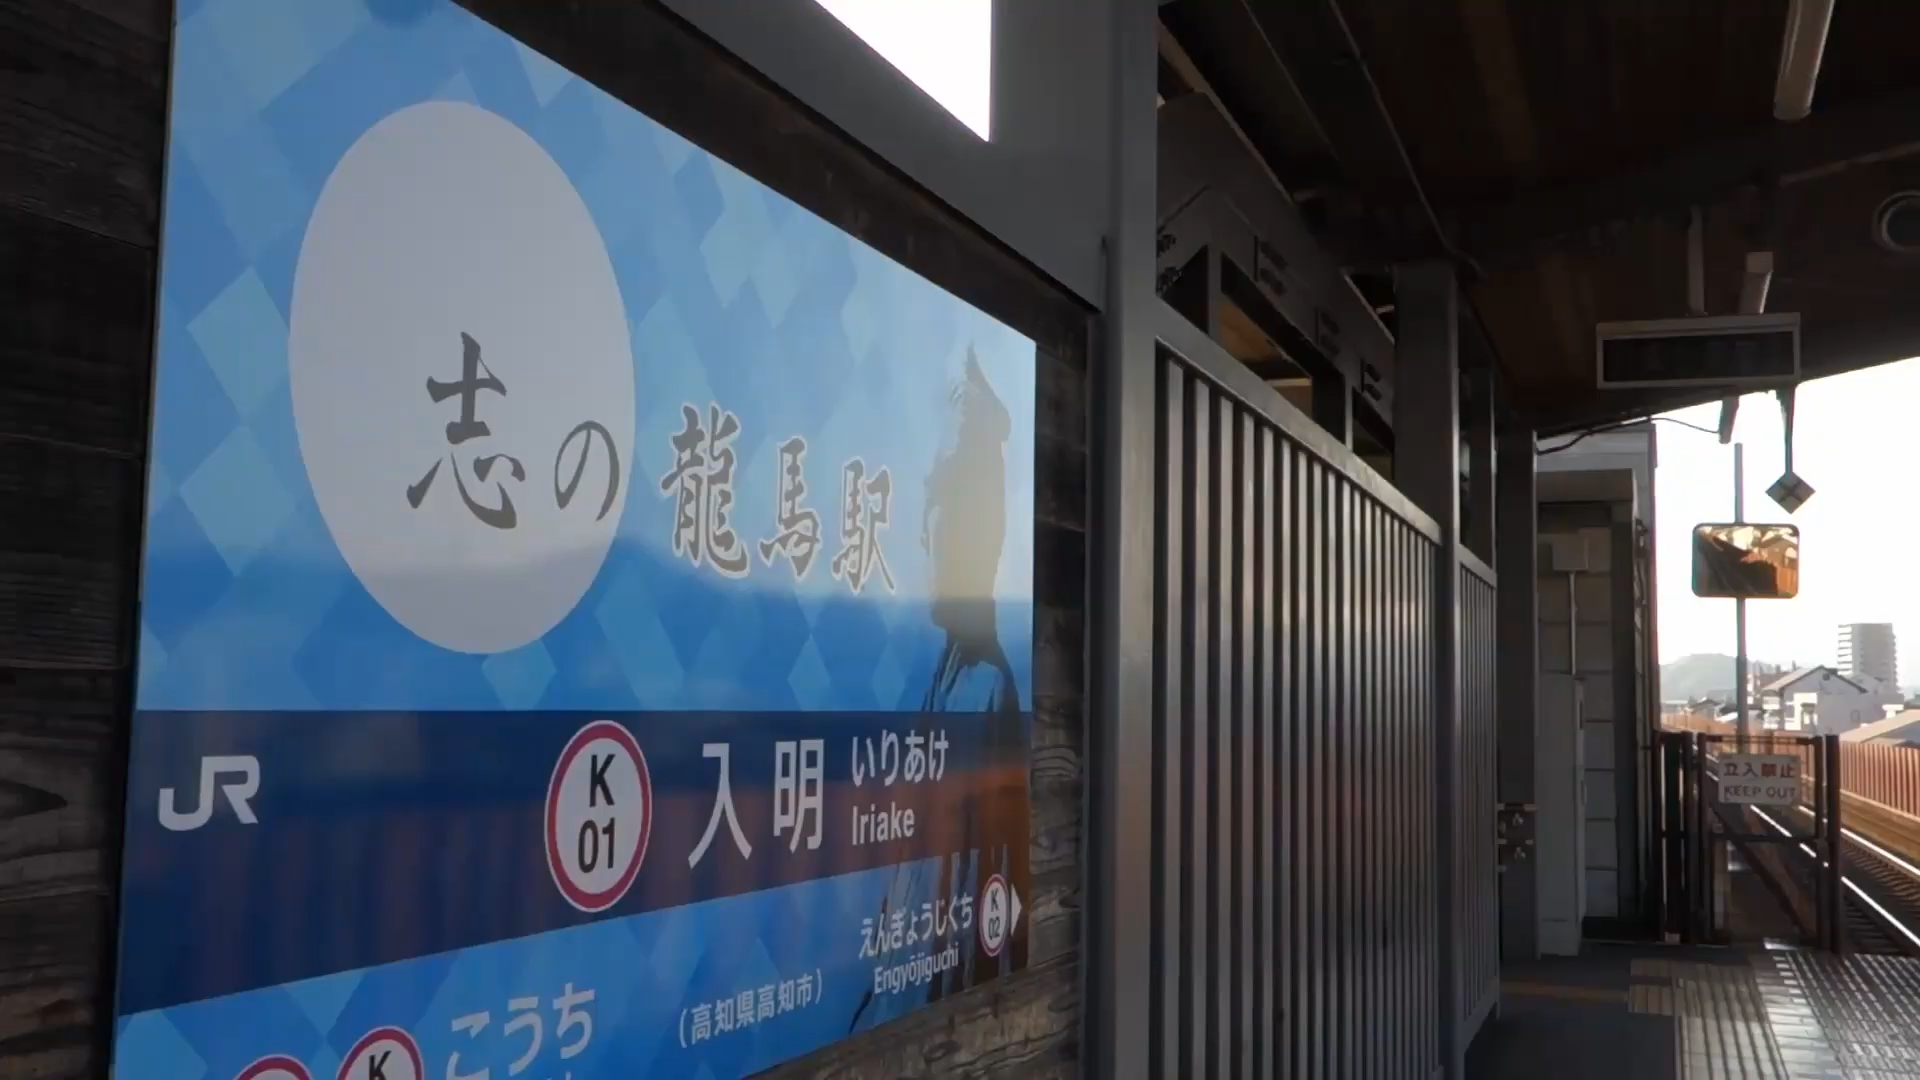 志の龍馬駅
JR
K
01
入明
いりあけ
Iriake
えんぎょうじぐち
Engyōjiguchi
K
02
(高知県高知市)
こうち
K
立入禁止
KEEP OUT